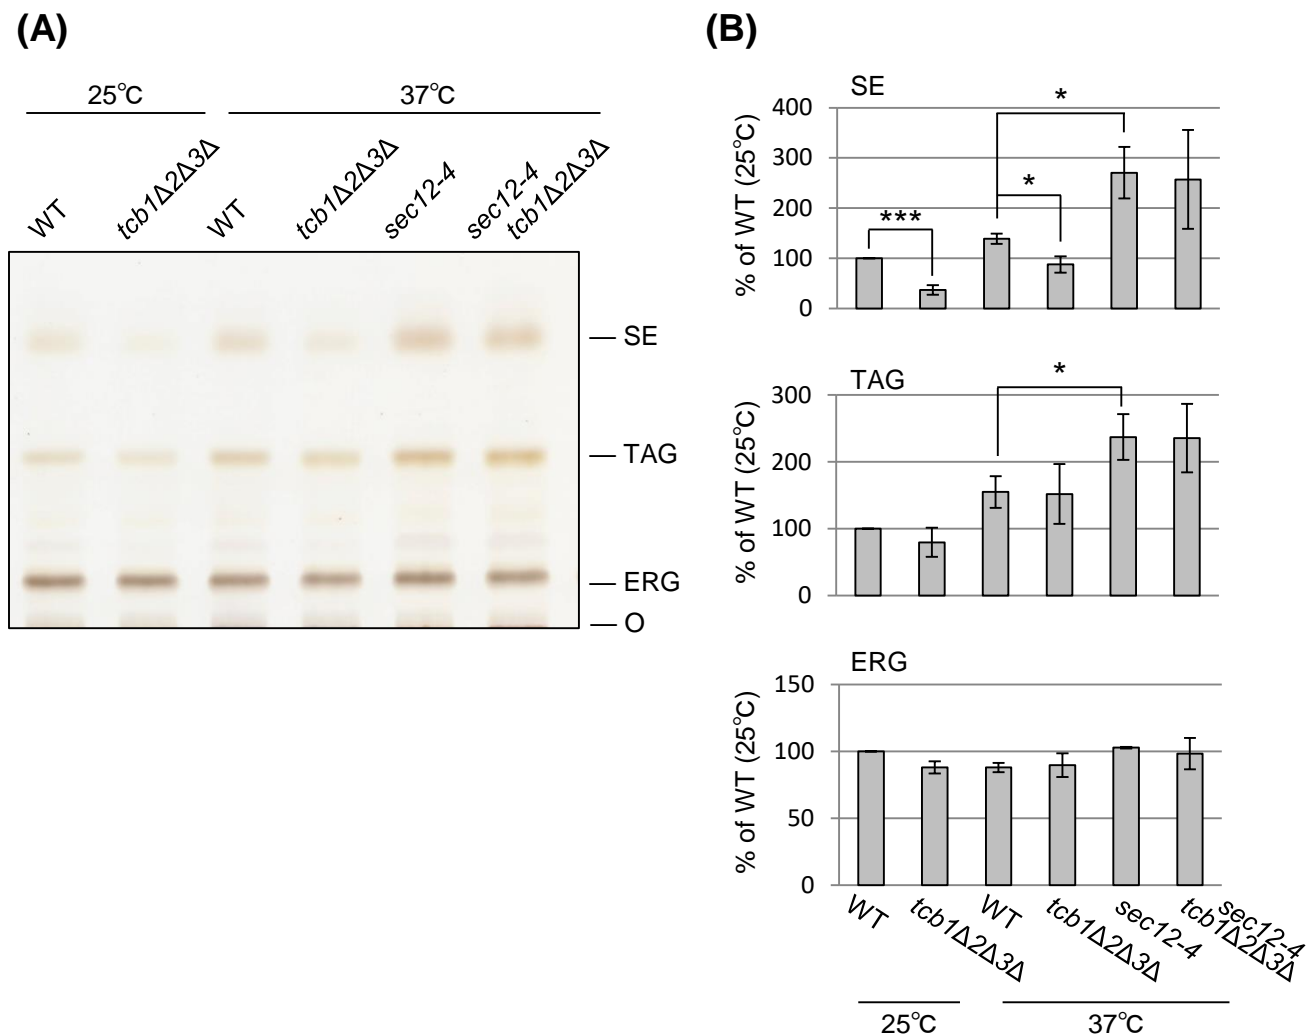 (A)
25°C
37°C
WT
tcb1Δ2Δ3Δ
WT
tcb1Δ2Δ3Δ
sec12-4
sec12-4
tcb1Δ2Δ3Δ
SE
TAG
ERG
O
(B)
SE
% of WT (25°C)
400
300
200
100
0
***
*
*
TAG
% of WT (25°C)
300
200
100
0
*
ERG
% of WT (25°C)
150
100
50
0
WT
tcb1Δ2Δ3Δ
WT
tcb1Δ2Δ3Δ
sec12-4
sec12-4
tcb1Δ2Δ3Δ
25°C
37°C